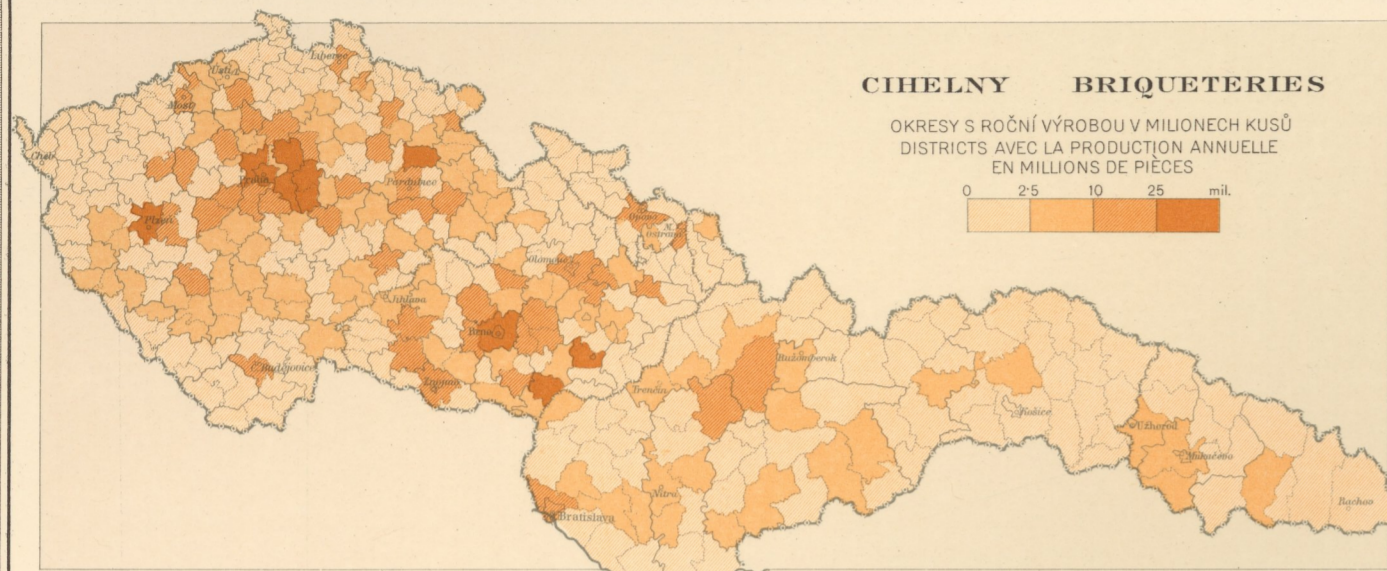 CIHELNY BRIQUETERIES
OKRESY S ROČNÍ VÝROBOU V MILIONECH KUSŮ
DISTRICTS AVEC LA PRODUCTION ANNUELLE
EN MILLIONS DE PIÈCES
0 2·5 10 25 mil.
Liberec
Ústí
Most
Cheb
Praha
Pardubice
Plzeň
Opava
M.
Ostrava
Olomouc
Jihlava
Brno
Č. Budějovice
Znojmo
Ružomberok
Trenčín
Košice
Užhorod
Mukačevo
Nitra
Rachov
Bratislava